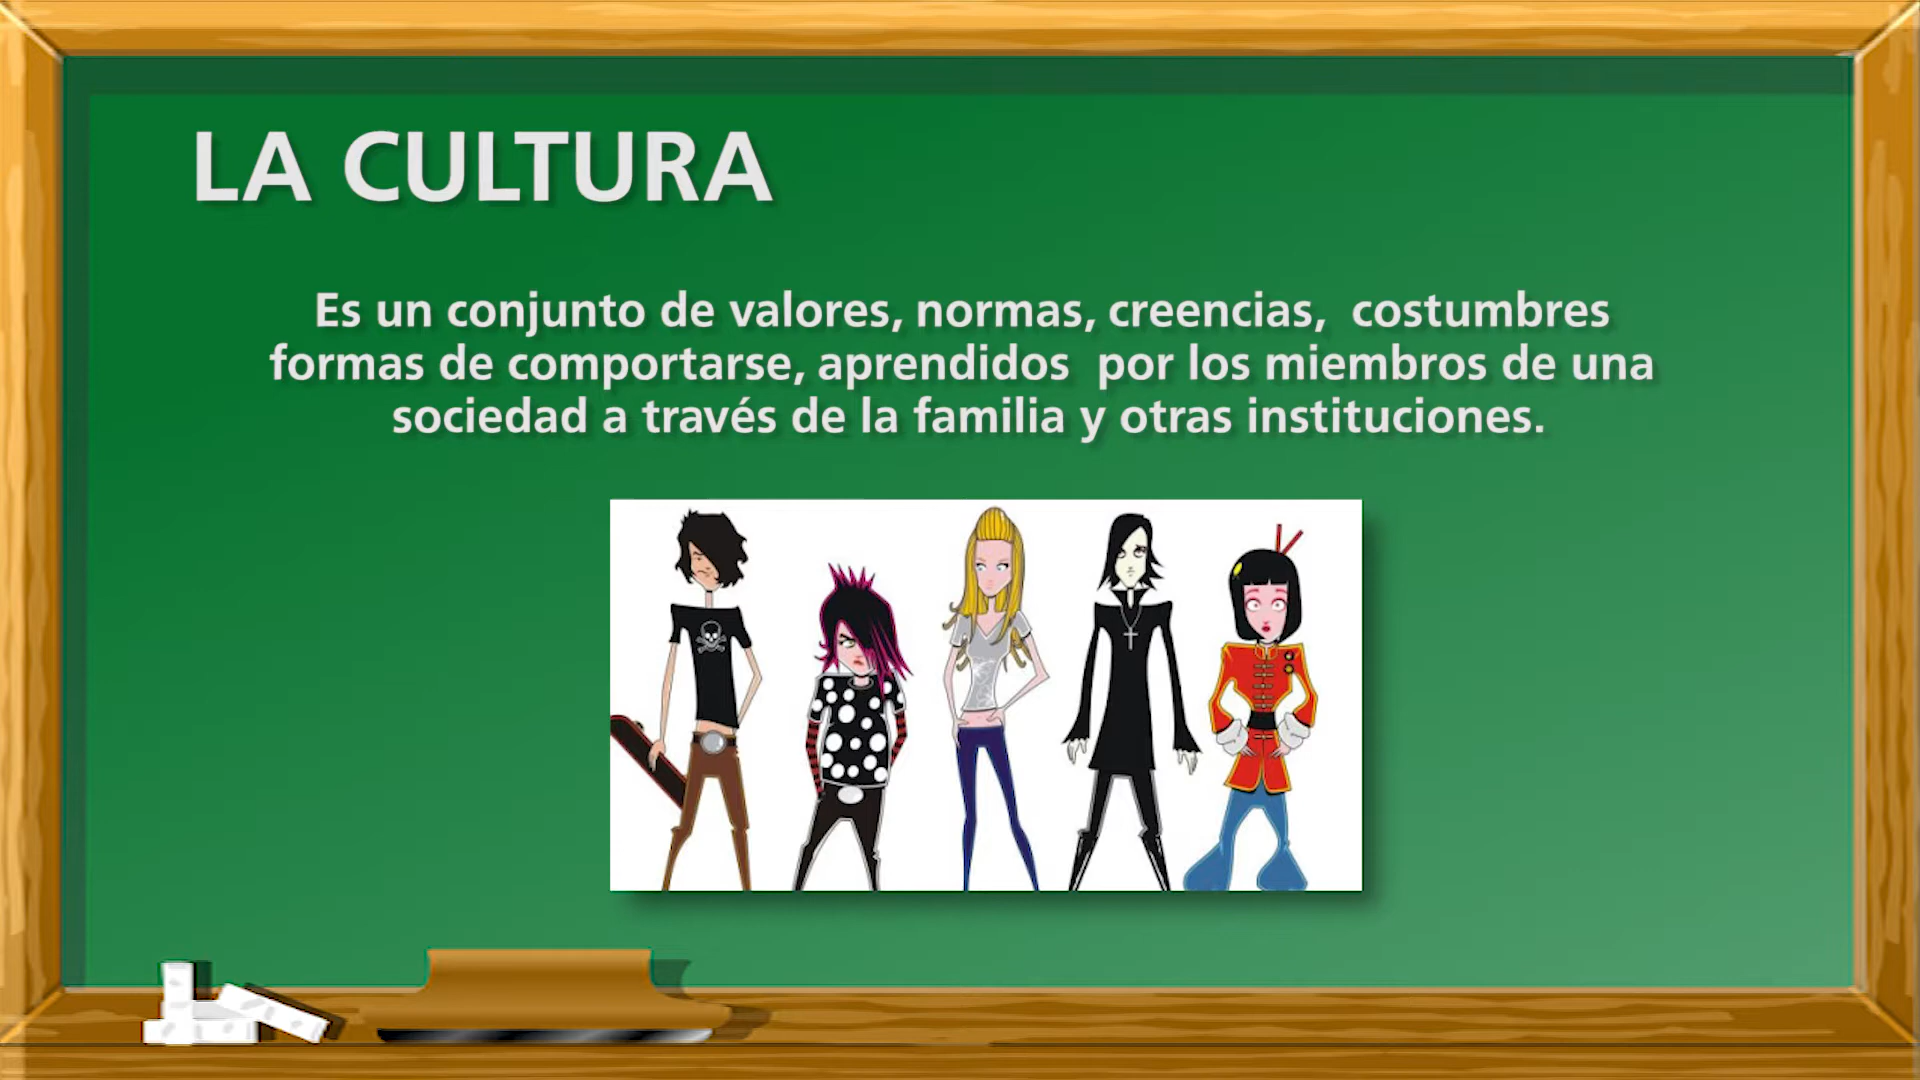 LA CULTURA
Es un conjunto de valores, normas, creencias, costumbres
formas de comportarse, aprendidos por los miembros de una
sociedad a través de la familia y otras instituciones.